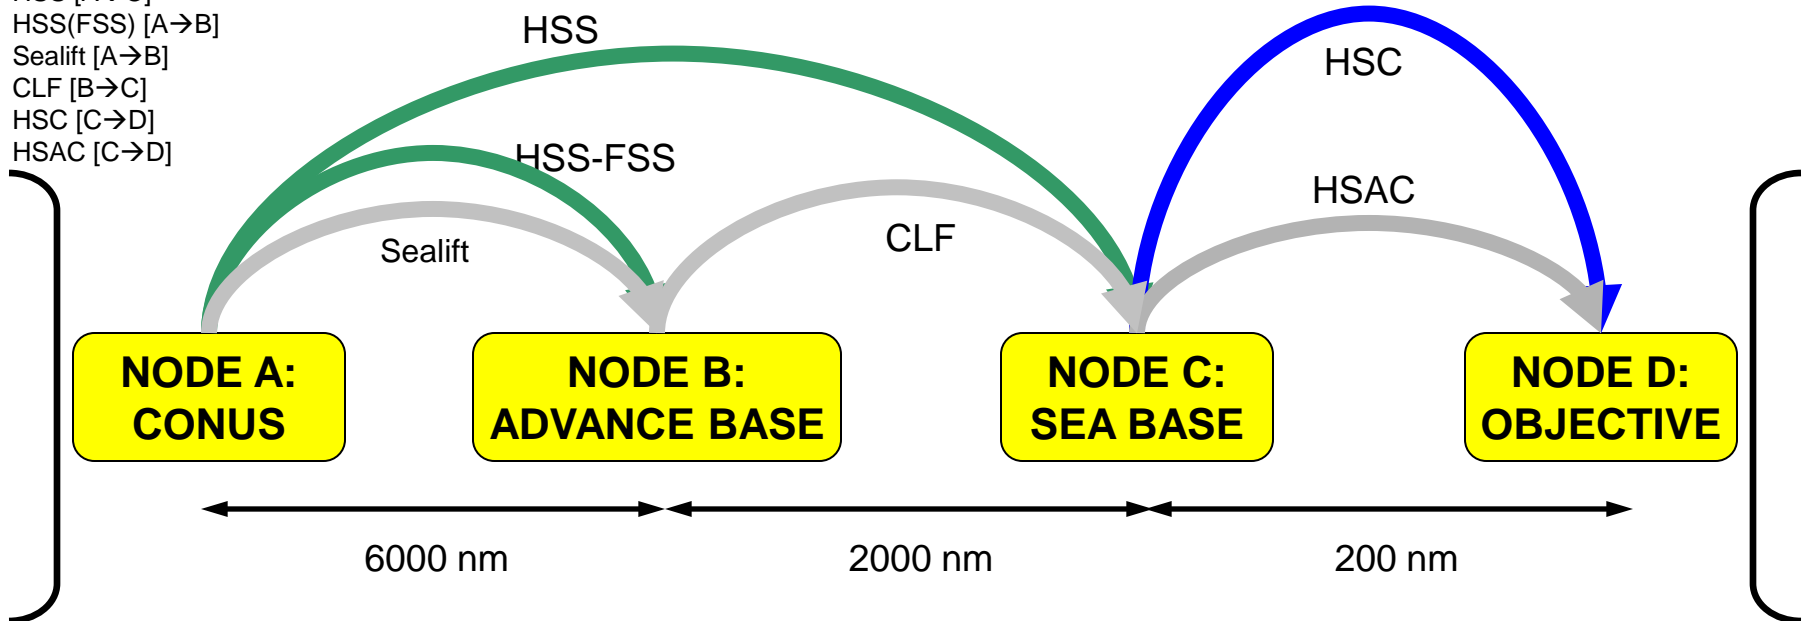 HSS(FSS) [A→B]
Sealift [A→B]
CLF [B→C]
HSC [C→D]
HSAC [C→D]
HSS
HSC
HSS-FSS
HSAC
Sealift
CLF
NODE A:
CONUS
NODE B:
ADVANCE BASE
NODE C:
SEA BASE
NODE D:
OBJECTIVE
6000 nm
2000 nm
200 nm